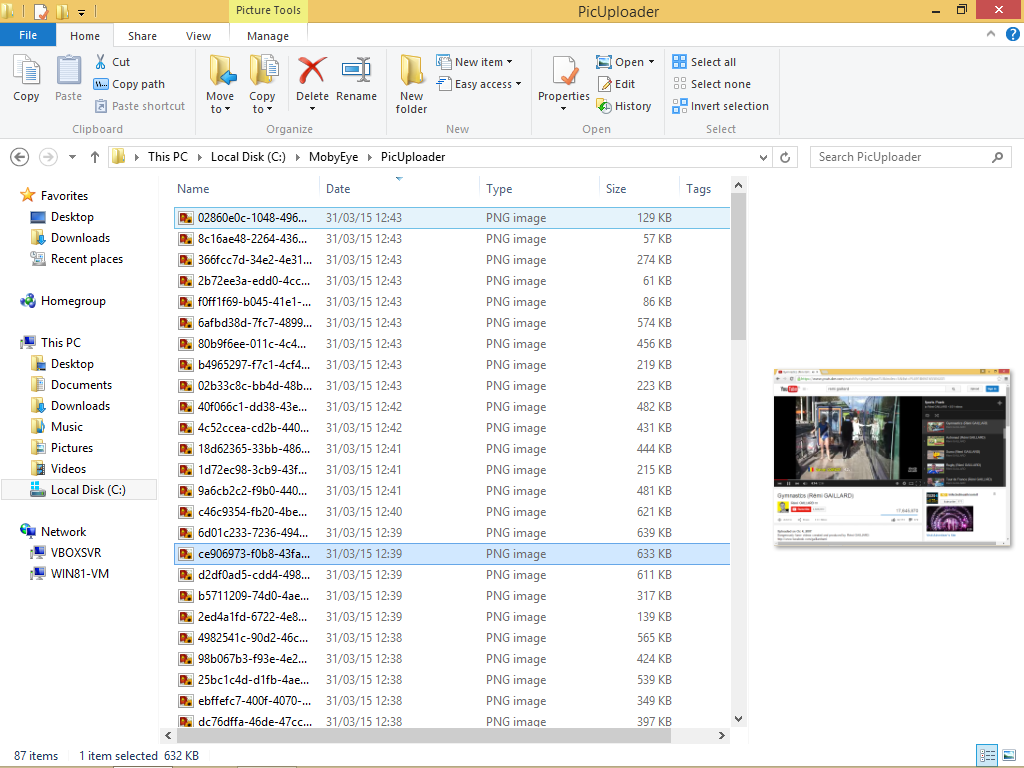 Picture Tools
PicUploader
File Home Share View Manage
Copy
Paste
Cut
Copy path
Paste shortcut
Clipboard
Move to
Copy to
Delete
Rename
Organize
New folder
New item
Easy access
New
Properties
Open
Edit
History
Open
Select all
Select none
Invert selection
Select
This PC Local Disk (C:) MobyEye PicUploader
Search PicUploader
Favorites
Desktop
Downloads
Recent places
Homegroup
This PC
Desktop
Documents
Downloads
Music
Pictures
Videos
Local Disk (C:)
Network
VBOXSVR
WIN81-VM
Name Date Type Size Tags
02860e0c-1048-496... 31/03/15 12:43 PNG image 129 KB
8c16ae48-2264-436... 31/03/15 12:43 PNG image 57 KB
366fcc7d-34e2-4e31... 31/03/15 12:43 PNG image 274 KB
2b72ee3a-edd0-4cc... 31/03/15 12:43 PNG image 61 KB
f0ff1f69-b045-41e1-... 31/03/15 12:43 PNG image 86 KB
6afbd38d-7fc7-4899... 31/03/15 12:43 PNG image 574 KB
80b9f6ee-011c-4c4... 31/03/15 12:43 PNG image 456 KB
b4965297-f7c1-4cf4... 31/03/15 12:43 PNG image 219 KB
02b33c8c-bb4d-48b... 31/03/15 12:43 PNG image 223 KB
40f066c1-dd38-43e... 31/03/15 12:42 PNG image 482 KB
4c52ccea-cd2b-440... 31/03/15 12:42 PNG image 431 KB
18d62365-33bb-486... 31/03/15 12:41 PNG image 444 KB
1d72ec98-3cb9-43f... 31/03/15 12:41 PNG image 215 KB
9a6cb2c2-f9b0-440... 31/03/15 12:41 PNG image 481 KB
c46c9354-fb20-4be... 31/03/15 12:40 PNG image 621 KB
6d01c233-7236-494... 31/03/15 12:39 PNG image 639 KB
ce906973-f0b8-43fa... 31/03/15 12:39 PNG image 633 KB
d2df0ad5-cdd4-498... 31/03/15 12:39 PNG image 611 KB
b5711209-74d0-4ae... 31/03/15 12:39 PNG image 317 KB
2ed4a1fd-6722-4e8... 31/03/15 12:39 PNG image 139 KB
4982541c-90d2-46c... 31/03/15 12:38 PNG image 565 KB
98b067b3-f93e-4e2... 31/03/15 12:38 PNG image 424 KB
25bc1c4d-d1fb-4ae... 31/03/15 12:38 PNG image 539 KB
ebffefc7-400f-4070-... 31/03/15 12:38 PNG image 349 KB
dc76dffa-46de-47cc... 31/03/15 12:38 PNG image 397 KB
YouTube
Gymnastos (Rémi GAILLARD)
87 items 1 item selected 632 KB